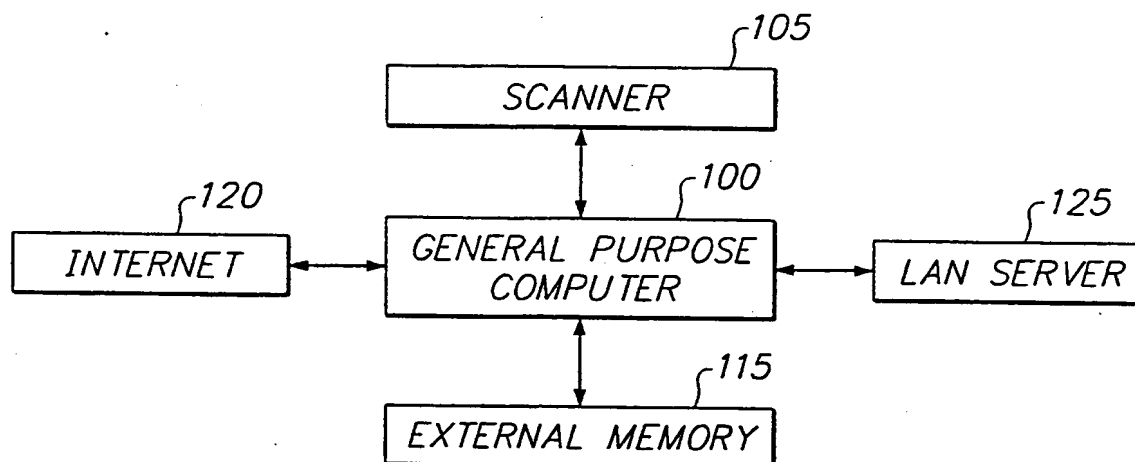 105
SCANNER
100
120
125
GENERAL PURPOSE
COMPUTER
INTERNET
LAN SERVER
115
EXTERNAL MEMORY